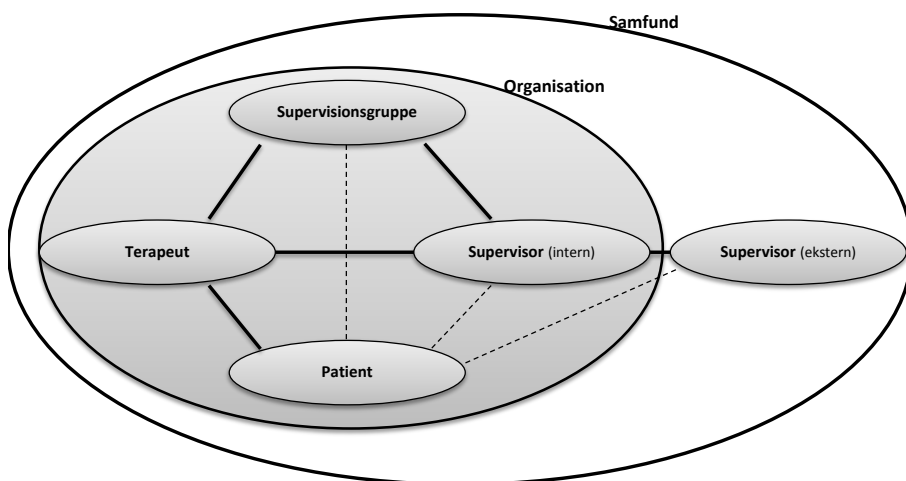 Samfund
Organisation
Supervisionsgruppe
Terapeut
Supervisor (intern)
Supervisor (ekstern)
Patient